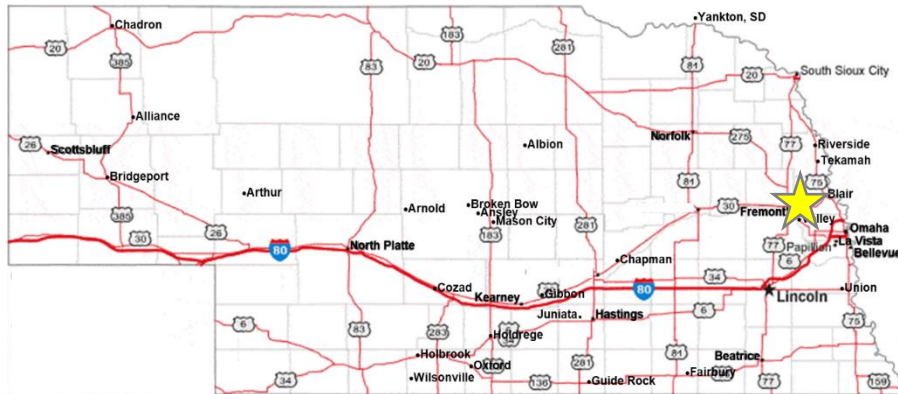 Yankton, SD
Chadron
20
385
83
183
281
81
20
20
South Sioux City
Alliance
Norfolk
275
77
Riverside
Tekamah
26
Scottsbluff
Albion
Bridgeport
Arthur
Arnold
Broken Bow
Ansley
Mason City
81
30
75
Blair
Fremont
385
30
26
80
North Platte
183
281
Chapman
77
6
Papillion
Omaha
La Vista
Bellevue
34
Cozad
Kearney
Gibbon
80
Lincoln
Union
6
83
283
Juniata
Hastings
6
75
34
Holdrege
281
81
Holbrook
Oxford
Beatrice
34
Wilsonville
136
Guide Rock
Fairbury
77
159